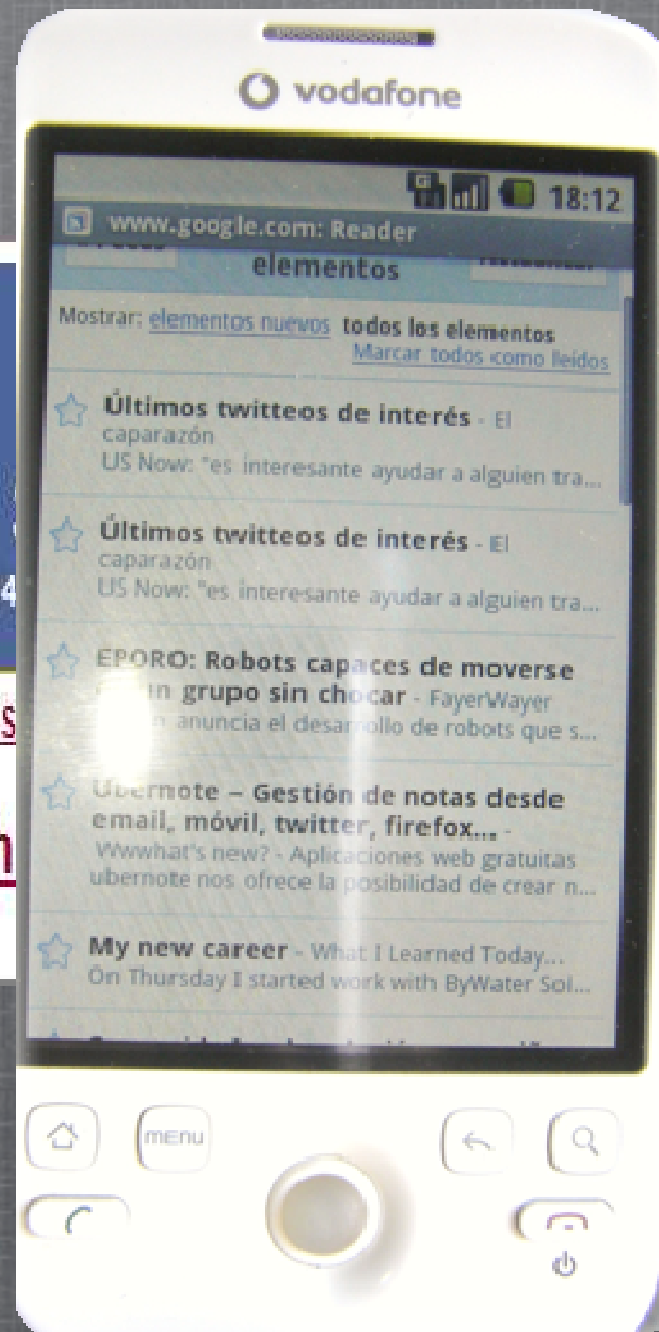 vodafone
18:12
www.google.com: Reader
elementos
Mostrar: elementos nuevos todos los elementos
Marcar todos como leídos
Últimos twitteos de interés - El
caparazón
US Now: "es interesante ayudar a alguien tra...
Últimos twitteos de interés - El
caparazón
US Now: "es interesante ayudar a alguien tra...
EPORO: Robots capaces de moverse
grupo sin chocar - FayerWayer
anuncia el desarrollo de robots que s...
Ubernote – Gestión de notas desde
email, móvil, twitter, firefox... -
Wwwhat's new? - Aplicaciones web gratuitas
ubernote nos ofrece la posibilidad de crear n...
My new career - What I Learned Today...
On Thursday I started work with ByWater Sol...
menu